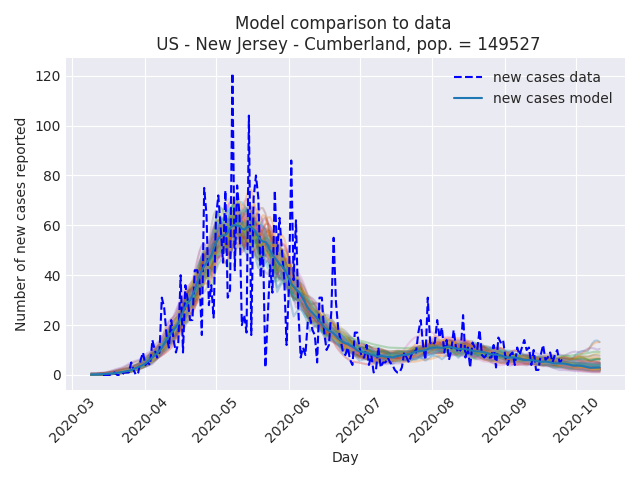 Model comparison to data
US - New Jersey - Cumberland, pop. = 149527
new cases data
new cases model
Number of new cases reported
120
100
80
60
40
20
0
2020-03
2020-04
2020-05
2020-06
2020-07
2020-08
2020-09
2020-10
Day